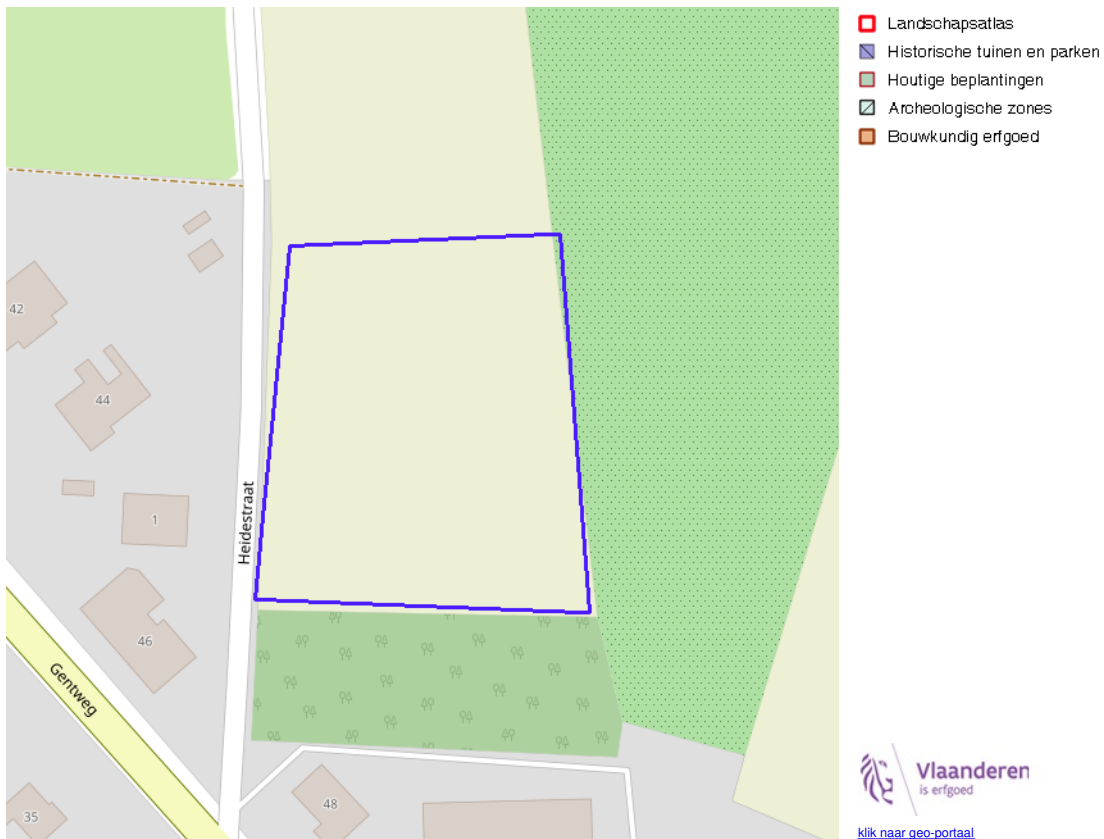 Landschapsatlas
Historische tuinen en parken
Houtige beplantingen
Archeologische zones
Bouwkundig erfgoed
42
44
1
Heidestraat
46
Gentweg
35
48
Vlaanderen
is erfgoed
klik naar geo-portaal